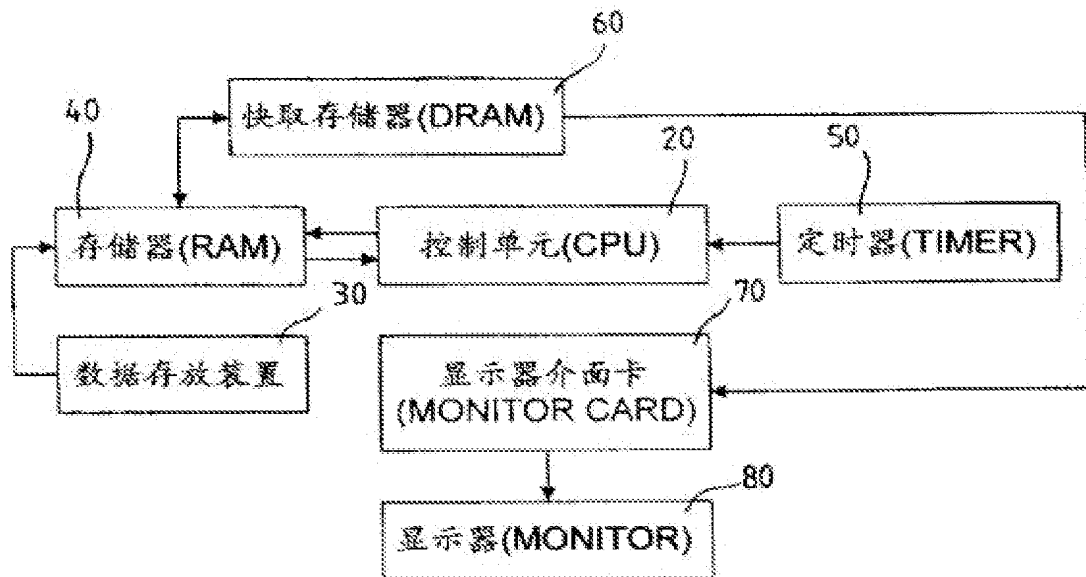 60
快取存储器(DRAM)
40
20
50
存储器(RAM)
控制单元(CPU)
定时器(TIMER)
30
70
数据存放装置
显示器介面卡
(MONITOR CARD)
80
显示器(MONITOR)